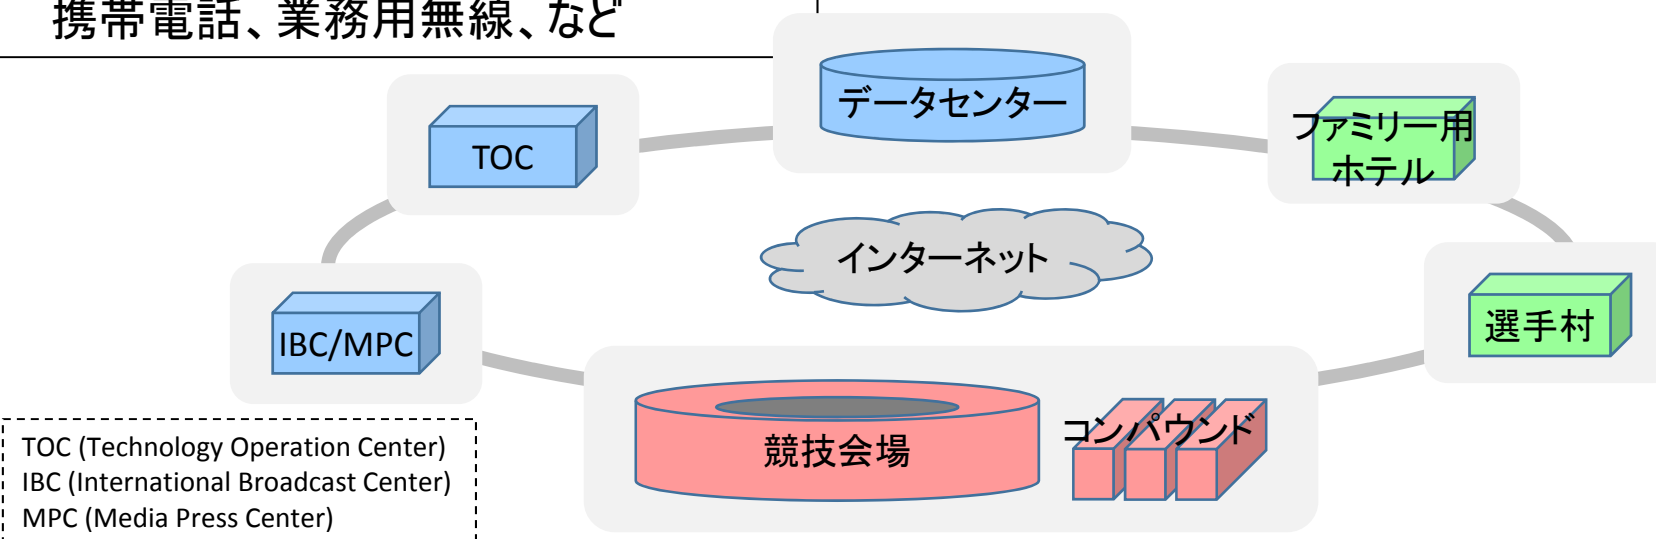 携帯電話、業務用無線、など
データセンター
TOC
ファミリー用
ホテル
インターネット
IBC/MPC
選手村
競技会場
コンパウンド
TOC (Technology Operation Center)
IBC (International Broadcast Center)
MPC (Media Press Center)